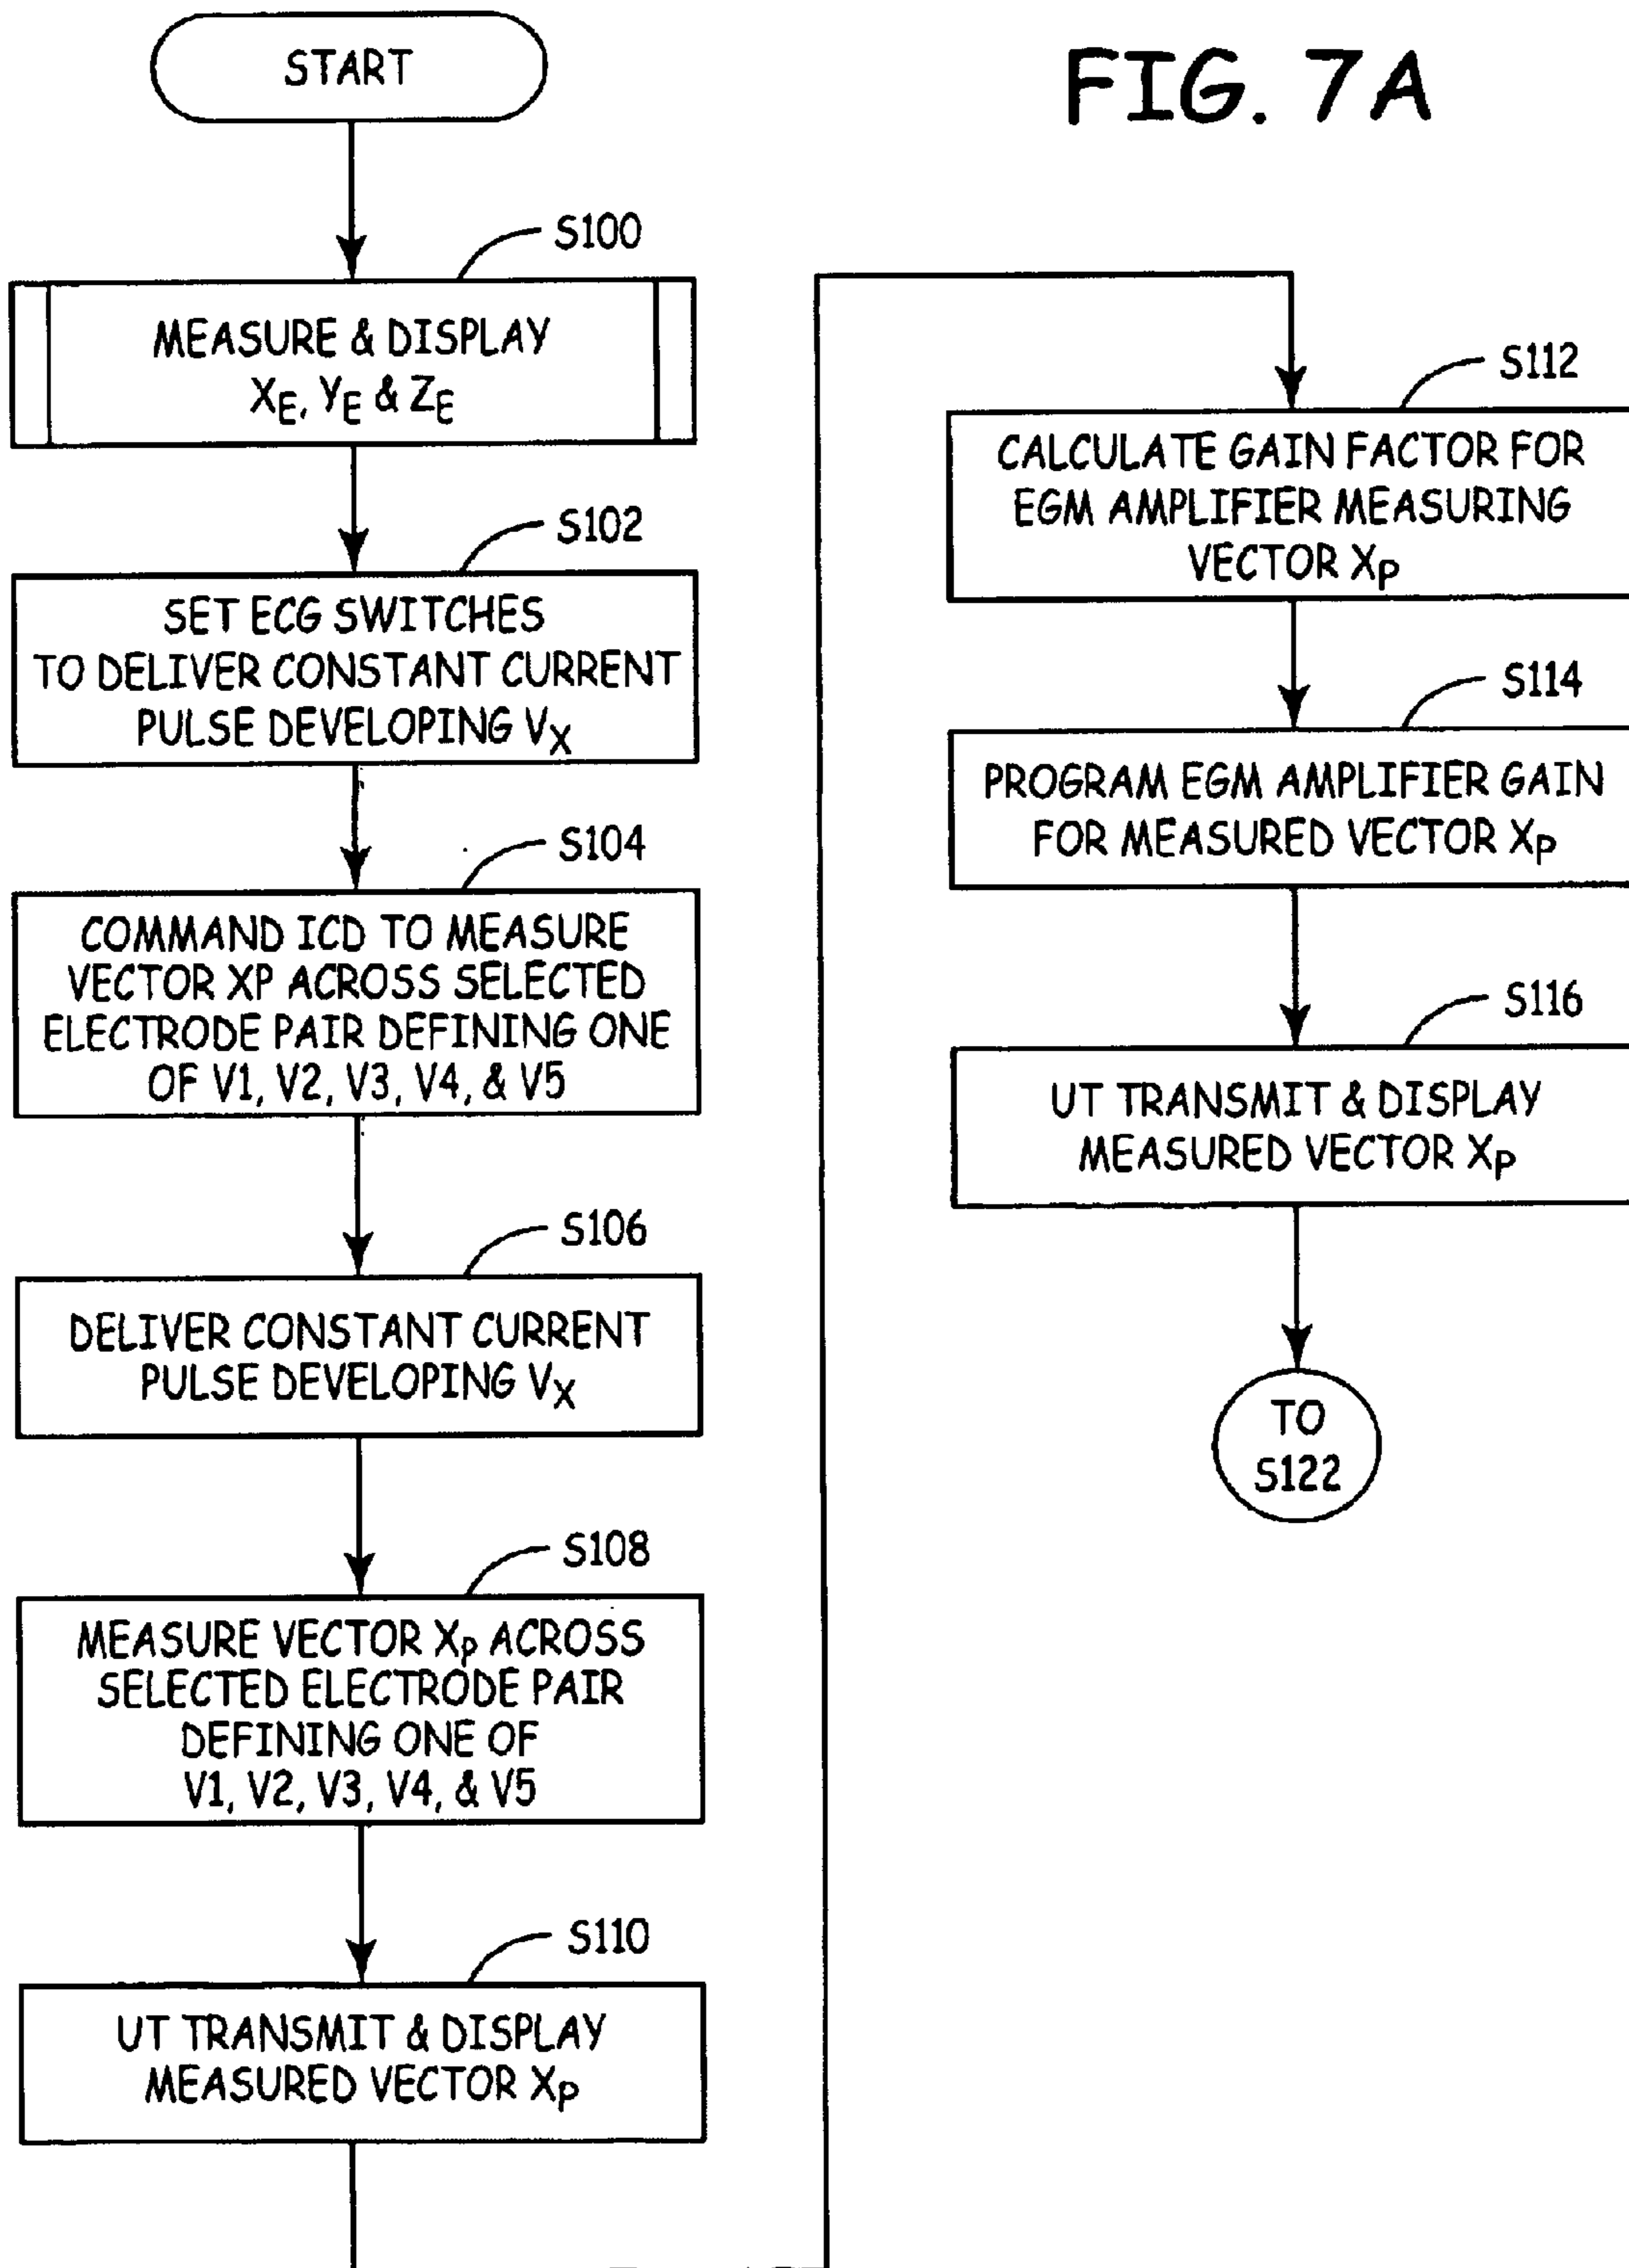 FIG. 7A
START
S100
MEASURE & DISPLAY
XE, YE & ZE
S102
SET ECG SWITCHES
TO DELIVER CONSTANT CURRENT
PULSE DEVELOPING VX
S104
COMMAND ICD TO MEASURE
VECTOR XP ACROSS SELECTED
ELECTRODE PAIR DEFINING ONE
OF V1, V2, V3, V4, & V5
S106
DELIVER CONSTANT CURRENT
PULSE DEVELOPING VX
S108
MEASURE VECTOR XP ACROSS
SELECTED ELECTRODE PAIR
DEFINING ONE OF
V1, V2, V3, V4, & V5
S110
UT TRANSMIT & DISPLAY
MEASURED VECTOR XP
S112
CALCULATE GAIN FACTOR FOR
EGM AMPLIFIER MEASURING
VECTOR XP
S114
PROGRAM EGM AMPLIFIER GAIN
FOR MEASURED VECTOR XP
S116
UT TRANSMIT & DISPLAY
MEASURED VECTOR XP
TO
S122